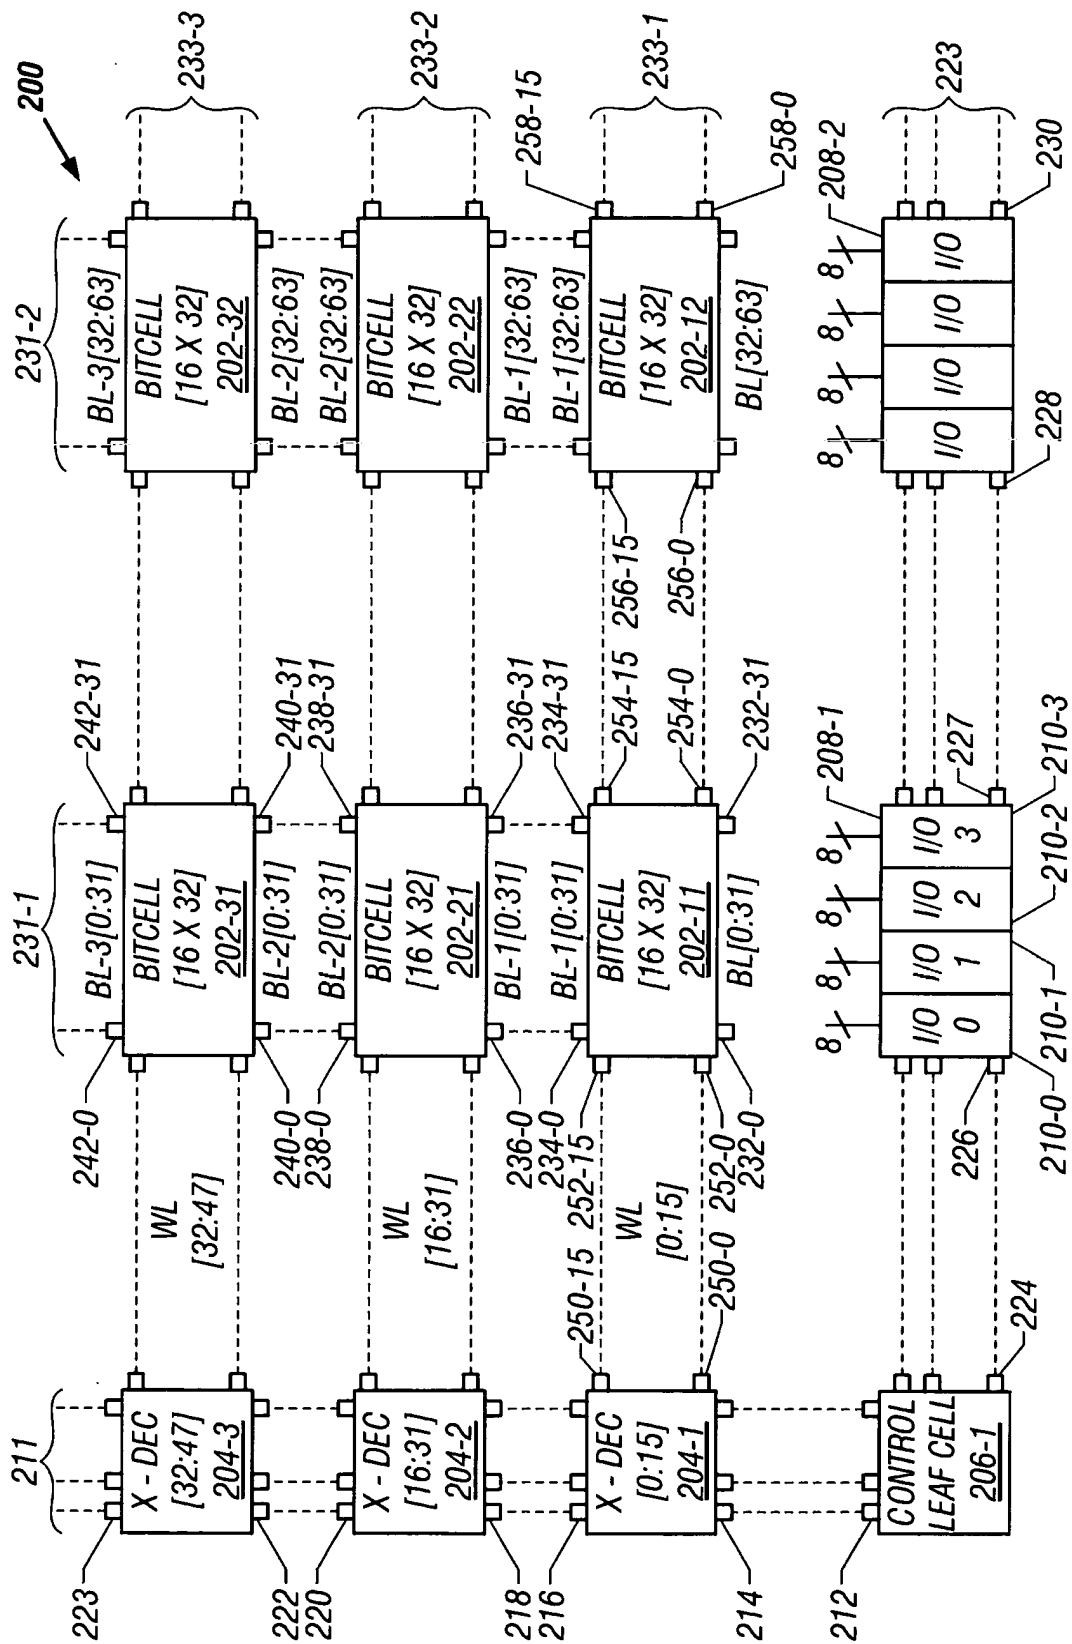 200
211
231-1
231-2
223
242-0
BL-3[0:31]
242-31
BL-3[32:63]
X - DEC
[32:47]
204-3
WL
[32:47]
BITCELL
[16 X 32]
202-31
BITCELL
[16 X 32]
202-32
233-3
222
240-0
BL-2[0:31]
240-31
BL-2[32:63]
220
238-0
BL-2[0:31]
238-31
BL-2[32:63]
X - DEC
[16:31]
204-2
WL
[16:31]
BITCELL
[16 X 32]
202-21
BITCELL
[16 X 32]
202-22
233-2
218
236-0
BL-1[0:31]
236-31
BL-1[32:63]
216
234-0
BL-1[0:31]
234-31
BL-1[32:63]
258-15
250-15
252-15
254-15
256-15
X - DEC
[0:15]
204-1
WL
[0:15]
BITCELL
[16 X 32]
202-11
BITCELL
[16 X 32]
202-12
233-1
250-0
252-0
254-0
256-0
258-0
214
232-0
BL[0:31]
232-31
BL[32:63]
212
8
8
8
8
208-1
8
8
8
8
208-2
CONTROL
LEAF CELL
206-1
I/O
0
I/O
1
I/O
2
I/O
3
I/O
I/O
I/O
I/O
223
224
226
227
228
230
210-0
210-1
210-2
210-3